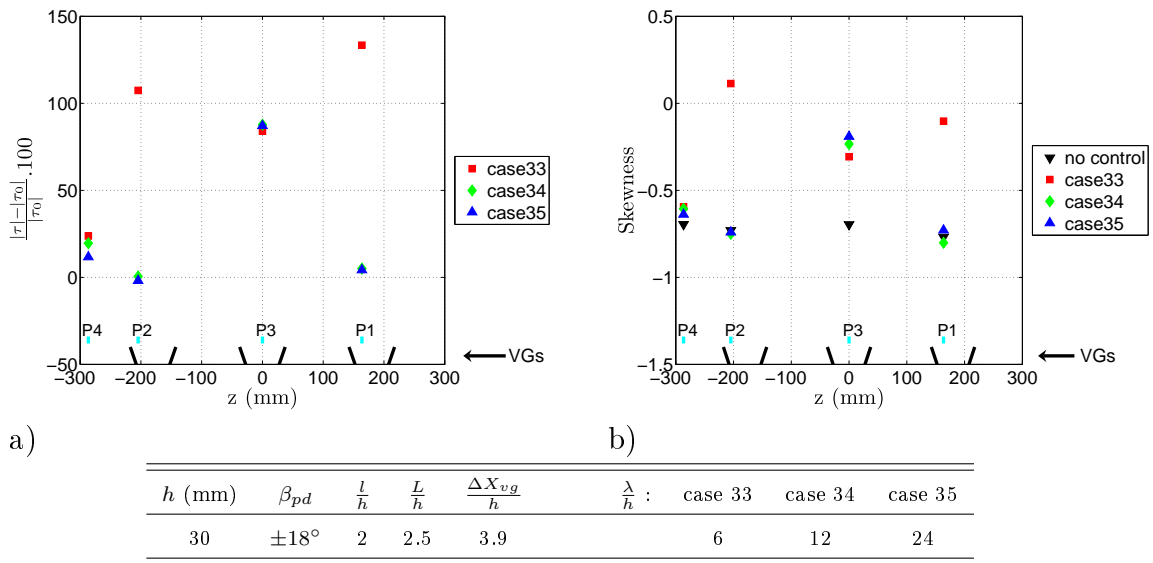 150
100
50
0
−50
−300 −200 −100 0 100 200 300
z (mm)
|τ|−|τ0| / |τ0| .100
P4 P2 P3 P1
VGs
case33
case34
case35
a)
0.5
0
−0.5
−1
−1.5
−300 −200 −100 0 100 200 300
z (mm)
Skewness
P4 P2 P3 P1
VGs
no control
case33
case34
case35
b)
h (mm) βpd l/h L/h ΔXvg/h λ/h : case 33 case 34 case 35
30 ±18° 2 2.5 3.9 6 12 24